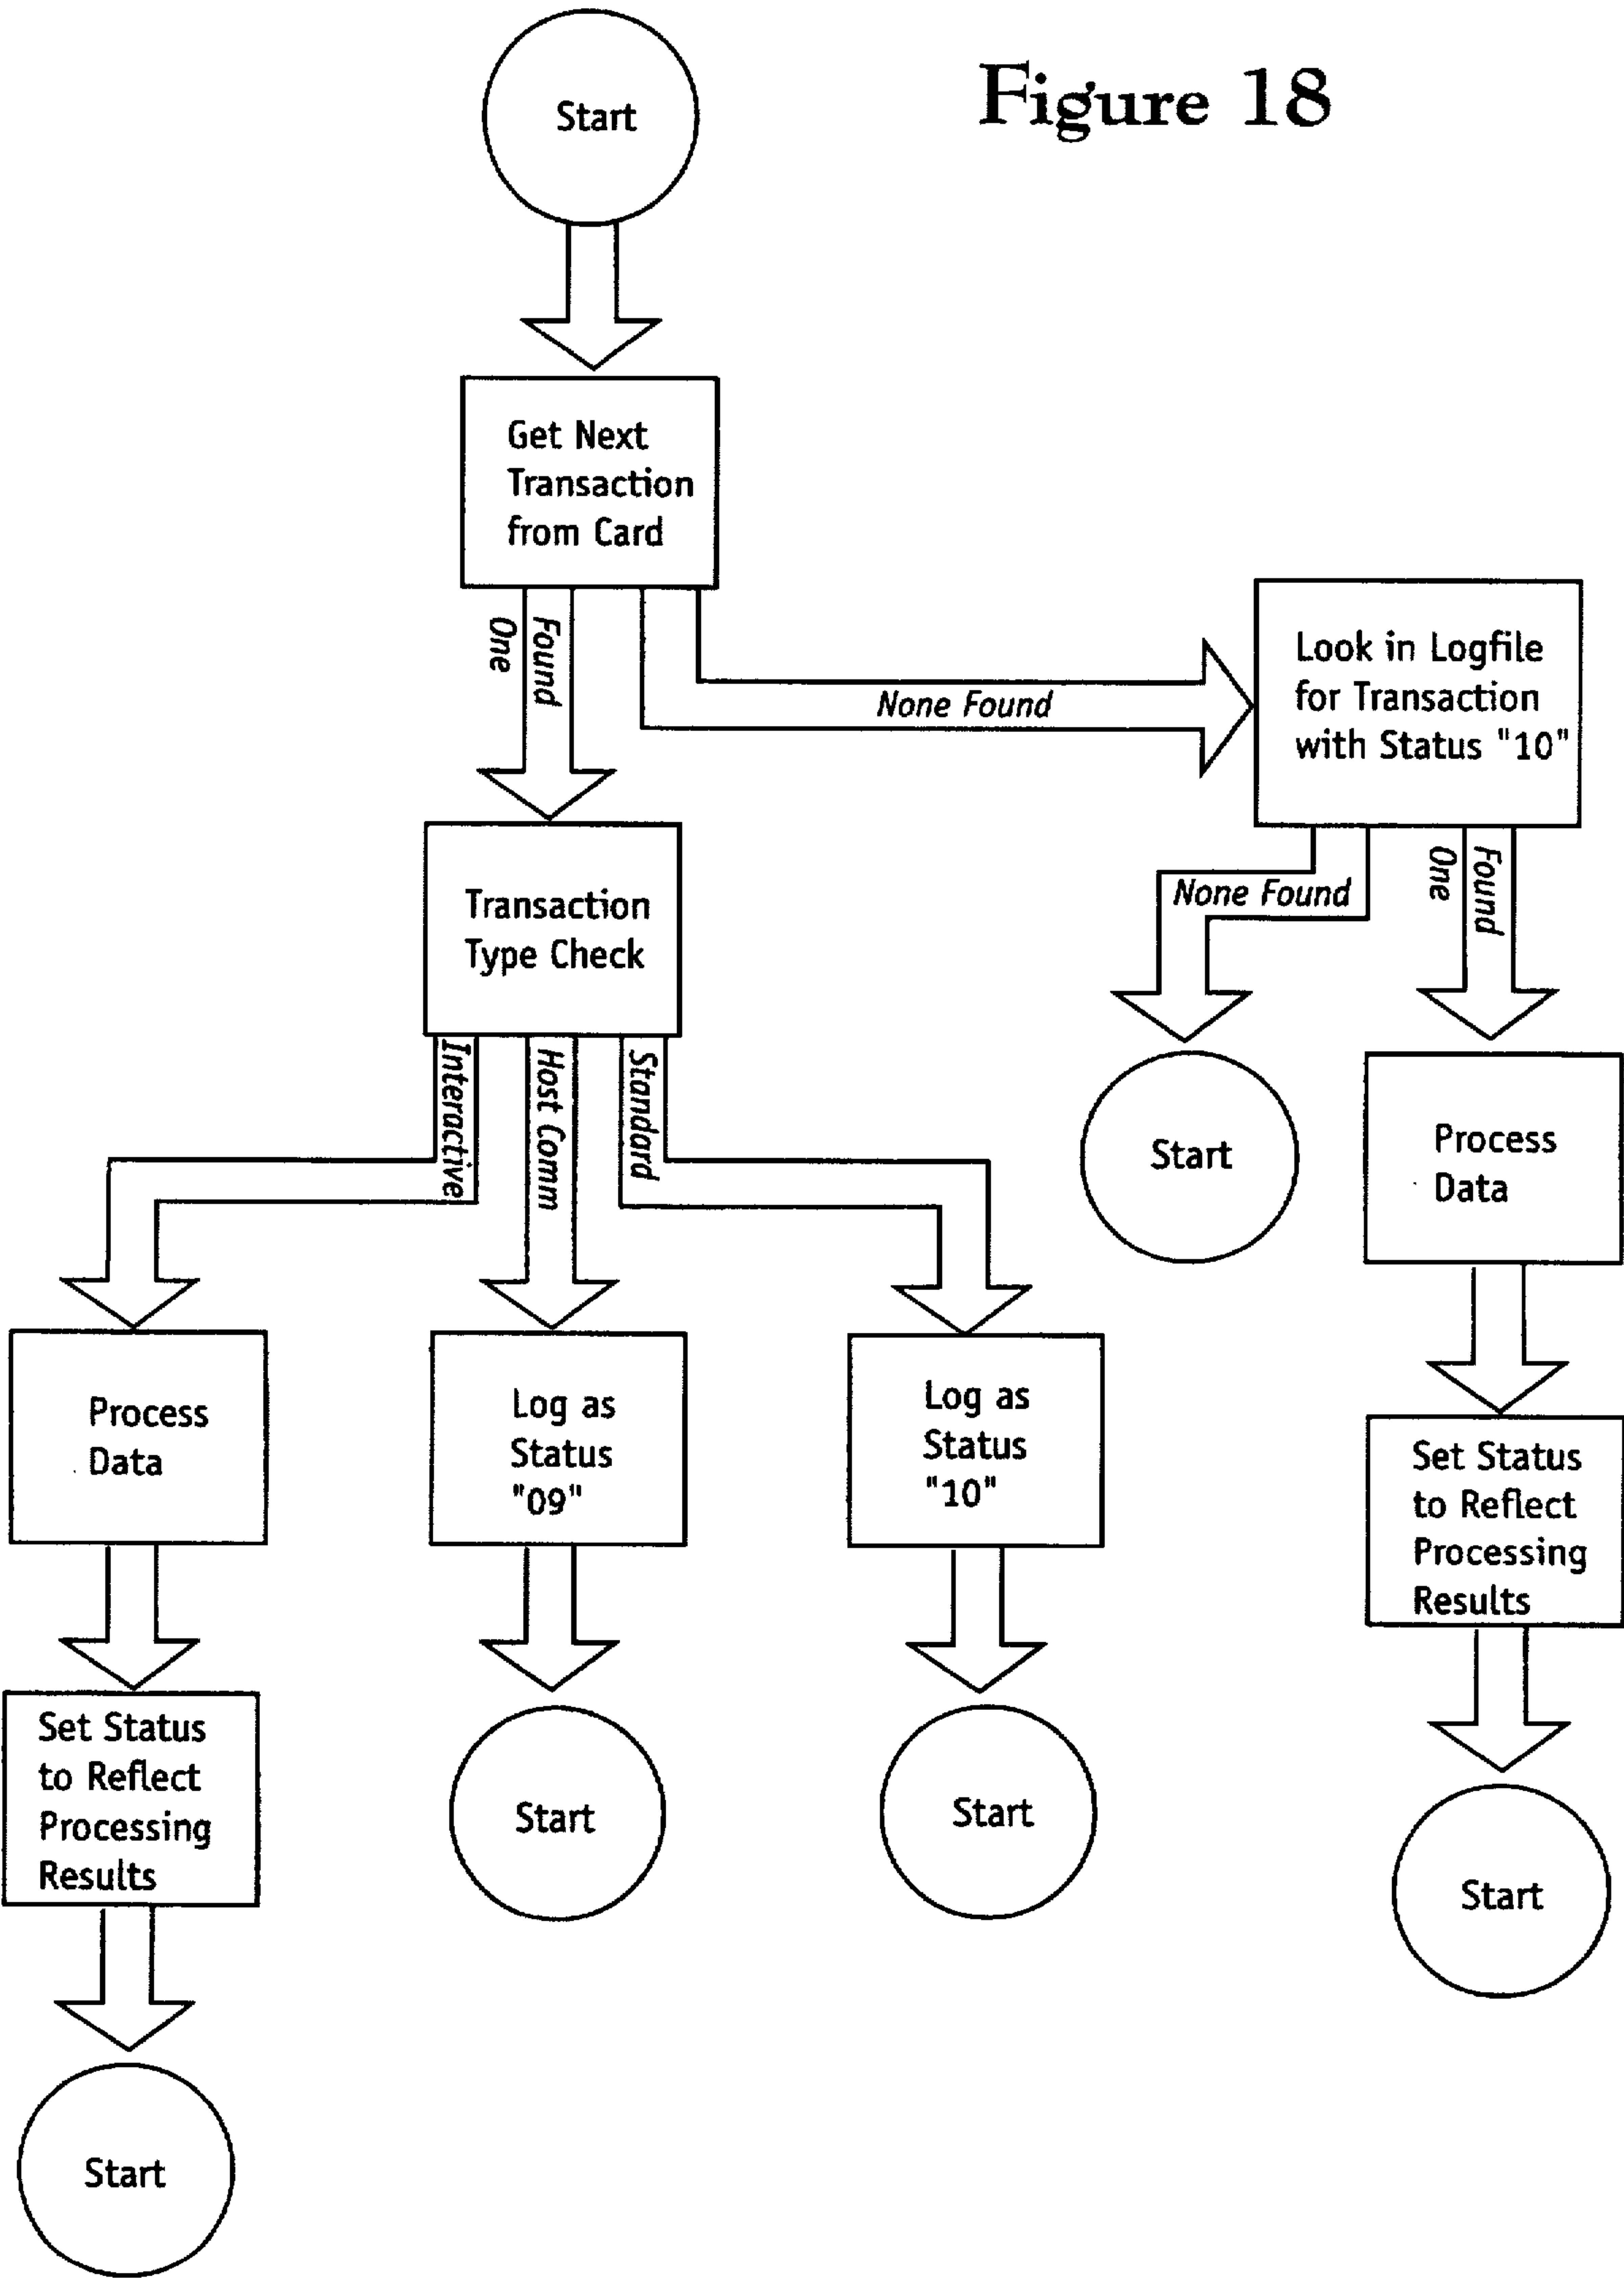 Start
Figure 18
Get Next
Transaction
from Card
Found
One
None Found
Look in Logfile
for Transaction
with Status "10"
None Found
Found
One
Transaction
Type Check
Interactive
Host Comm
Standard
Start
Process
Data
Process
Data
Log as
Status
"09"
Log as
Status
"10"
Set Status
to Reflect
Processing
Results
Set Status
to Reflect
Processing
Results
Start
Start
Start
Start